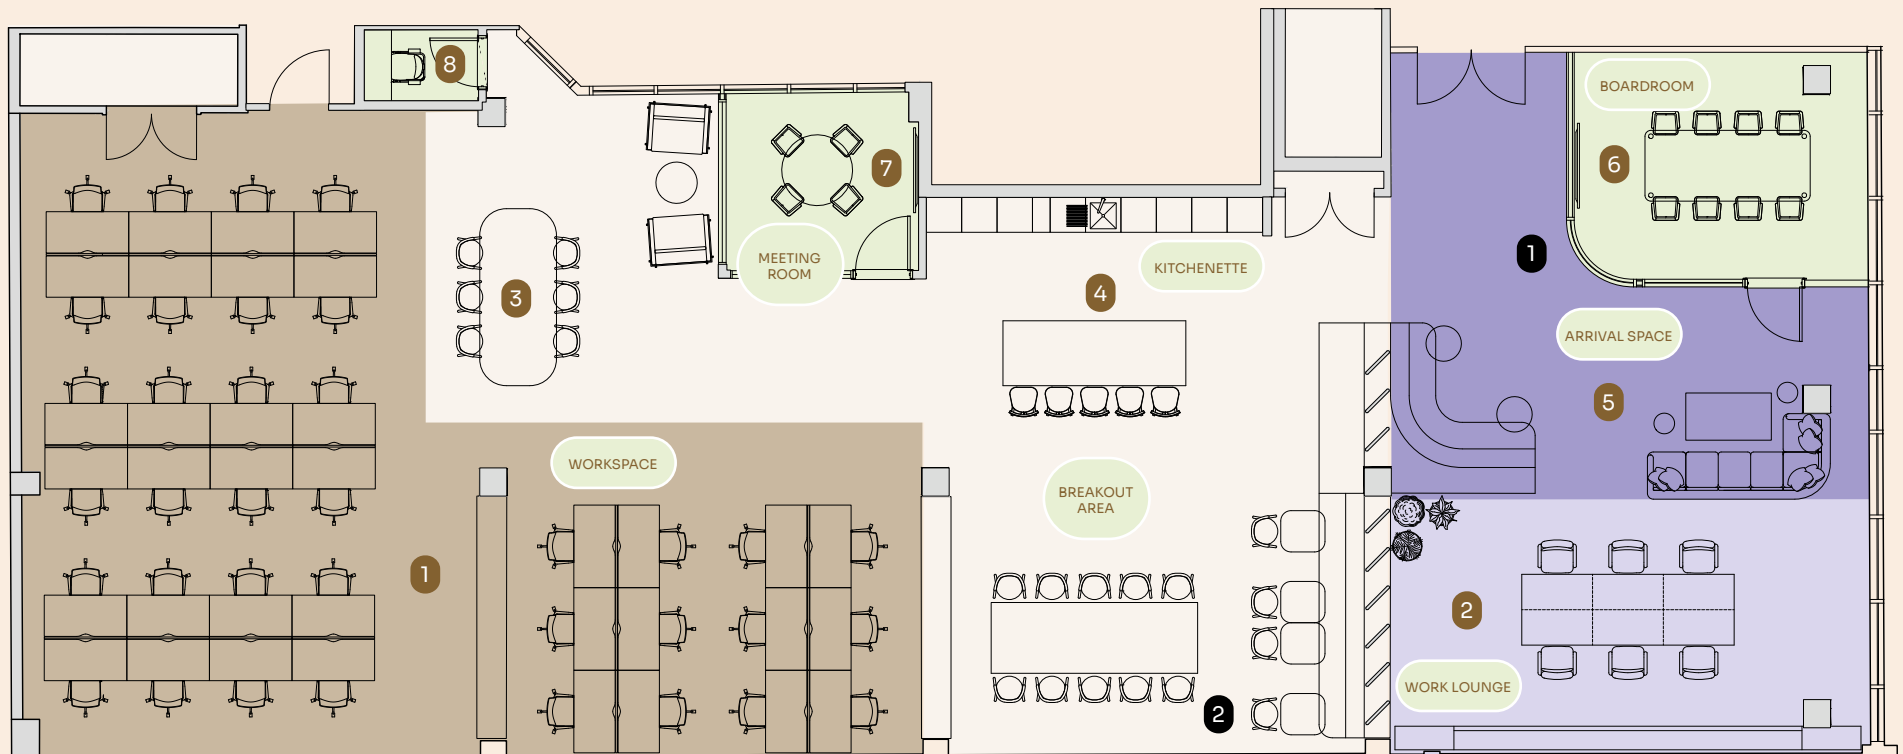 8
BOARDROOM
7
6
MEETING
ROOM
1
KITCHENETTE
3
4
ARRIVAL SPACE
5
WORKSPACE
BREAKOUT
AREA
1
2
WORK LOUNGE
2